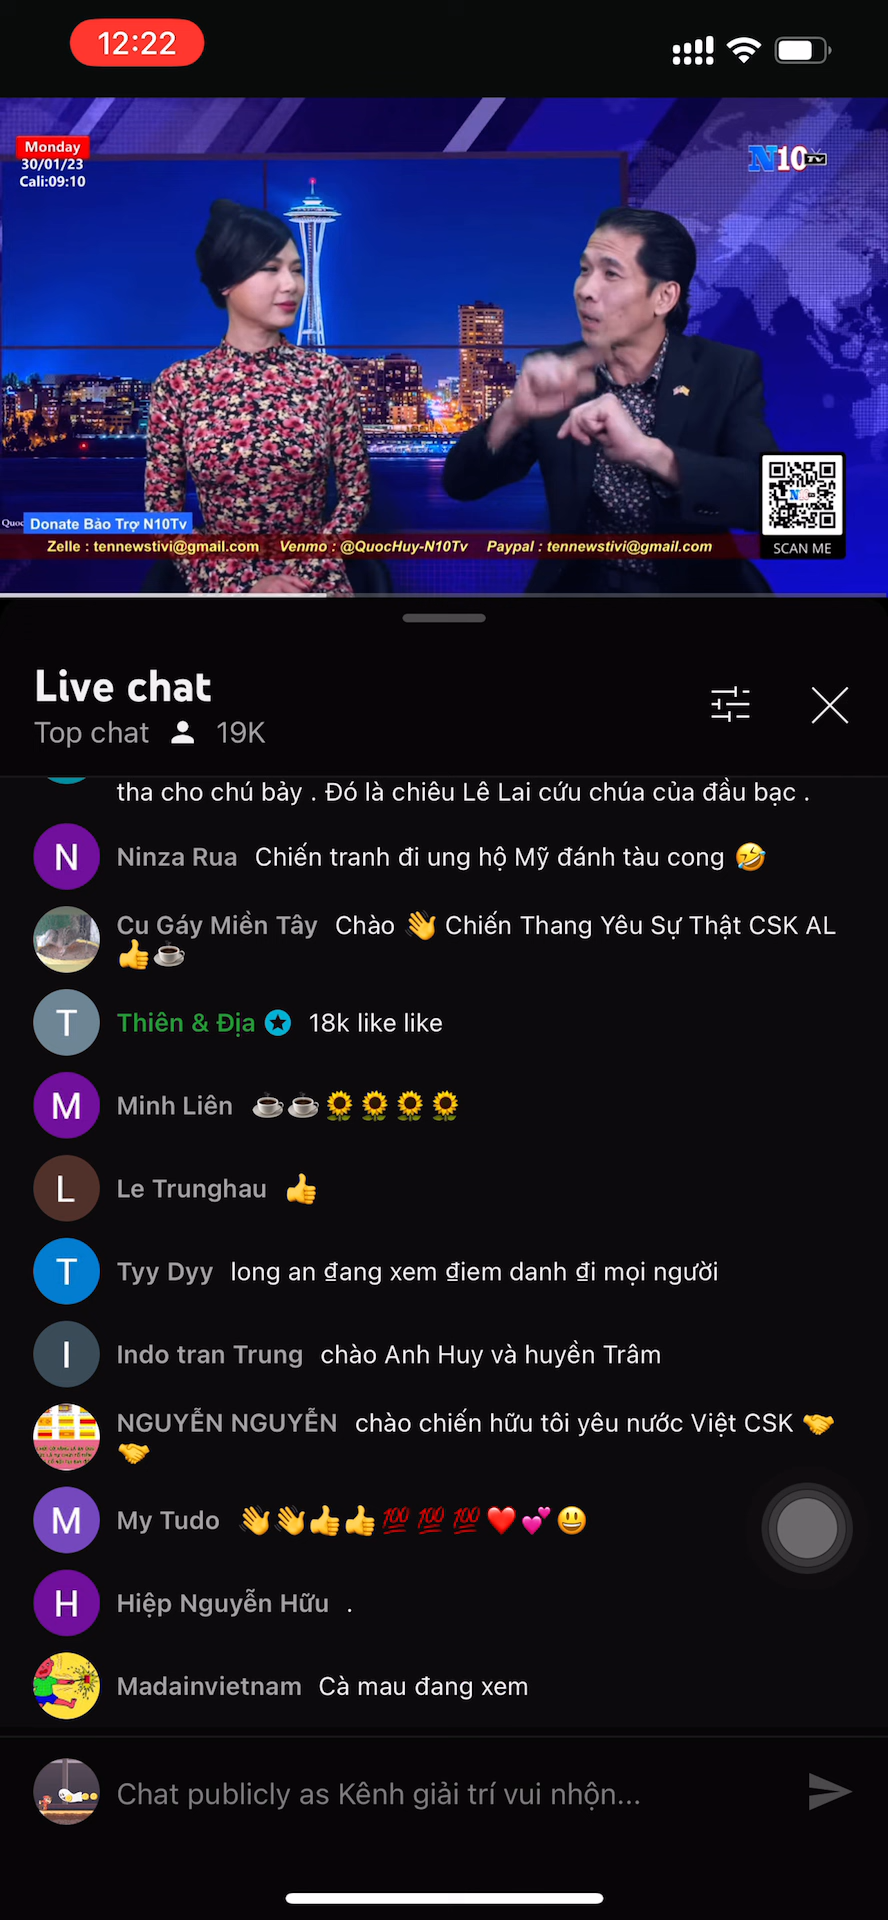 12:22
Monday
30/01/23
Cali:09:10
N10 TV
Quoc
Donate Bảo Trợ N10Tv
Zelle : tennewstivi@gmail.com Venmo : @QuocHuy-N10Tv Paypal : tennewstivi@gmail.com
N10
SCAN ME
Live chat
Top chat 19K
tha cho chú bảy . Đó là chiêu Lê Lai cứu chúa của đầu bạc .
N Ninza Rua Chiến tranh đi ung hộ Mỹ đánh tàu cong 🤣
Cu Gáy Miền Tây Chào 👋 Chiến Thang Yêu Sự Thật CSK AL
👍☕
T Thiên & Địa 18k like like
M Minh Liên ☕☕🌻🌻🌻🌻
L Le Trunghau 👍
T Tyy Dyy long an đang xem điem danh đi mọi người
I Indo tran Trung chào Anh Huy và huyền Trâm
NGUYỄN NGUYỄN chào chiến hữu tôi yêu nước Việt CSK 🤝
🤝
M My Tudo 👋👋👍👍💯💯💯❤️💕😃
H Hiệp Nguyễn Hữu .
Madainvietnam Cà mau đang xem
Chat publicly as Kênh giải trí vui nhộn...